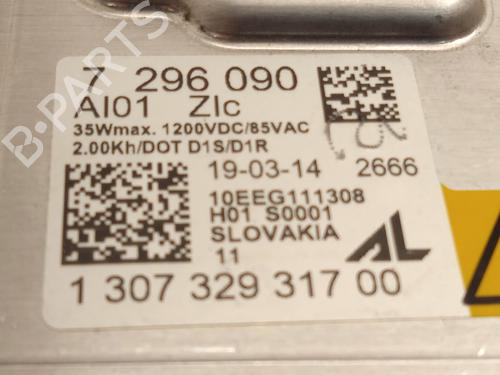 B-PARTS
7 296 090
AI01 ZIc
35Wmax. 1200VDC/85VAC
2.00Kh/DOT D1S/D1R
19-03-14 2666
10EEG111308
H01 S0001
SLOVAKIA
11 AL
1 307 329 317 00